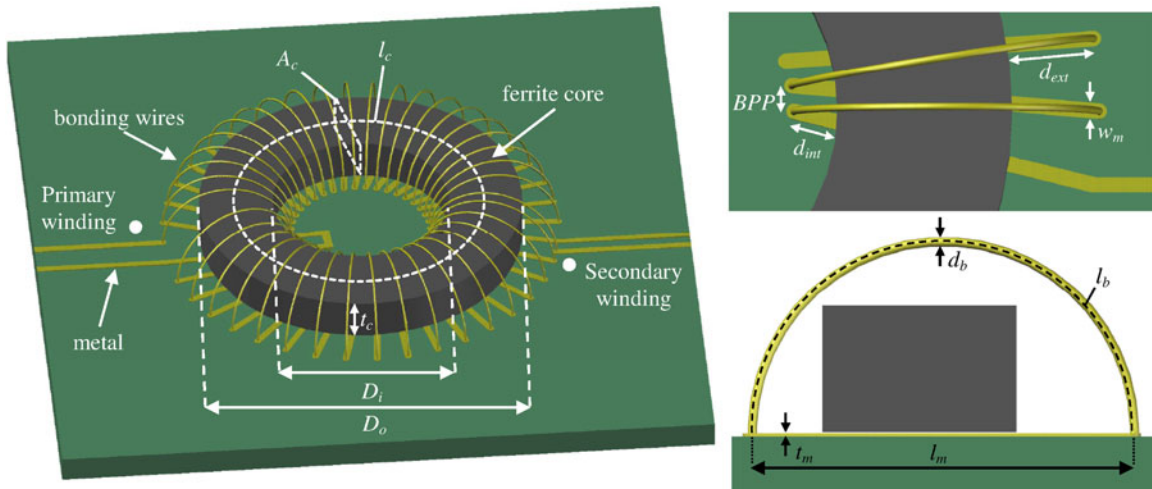 A_c
l_c
ferrite core
bonding wires
Primary
winding
metal
t_c
D_i
D_o
Secondary
winding
BPP
d_int
d_ext
w_m
d_b
l_b
t_m
l_m